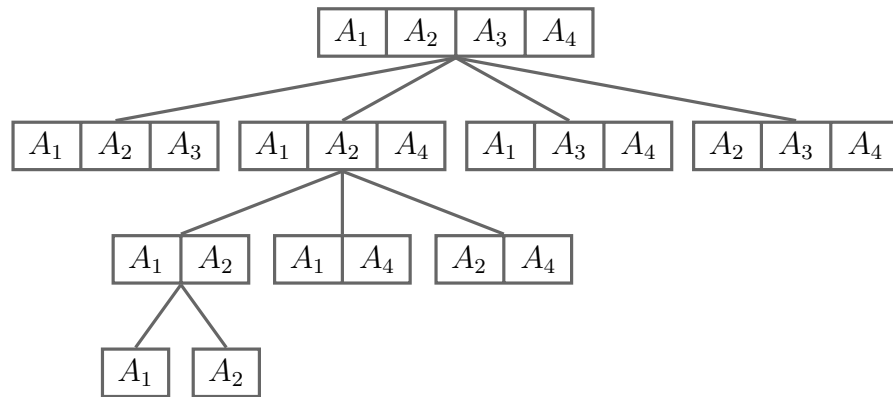 A₁ A₂ A₃ A₄
A₁ A₂ A₃ A₁ A₂ A₄ A₁ A₃ A₄ A₂ A₃ A₄
A₁ A₂ A₁ A₄ A₂ A₄
A₁ A₂